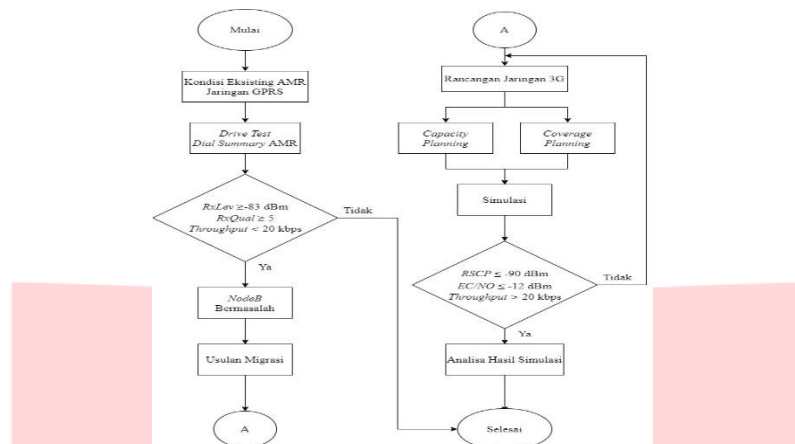 Mulai
Kondisi Eksisting AMR
Jaringan GPRS
Drive Test
Dial Summary AMR
RxLev ≥-83 dBm
RxQual ≥ 5
Throughput < 20 kbps
Tidak
Ya
NodeB
Bermasalah
Usulan Migrasi
A
A
Rancangan Jaringan 3G
Capacity
Planning
Coverage
Planning
Simulasi
RSCP ≤ -90 dBm
EC/NO ≤ -12 dBm
Throughput > 20 kbps
Tidak
Ya
Analisa Hasil Simulasi
Selesai